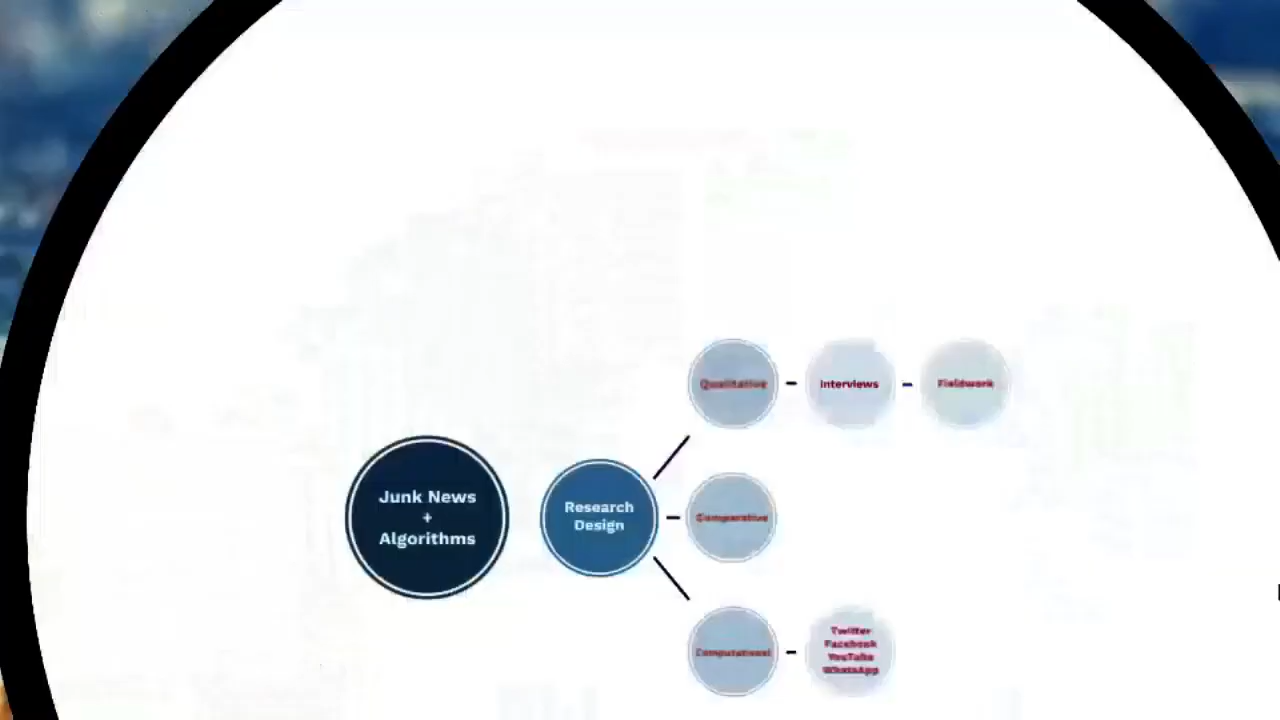 Qualitative
Interviews
Fieldwork
Junk News
+
Algorithms
Research
Design
Comparative
Computational
Twitter
Facebook
YouTube
WhatsApp